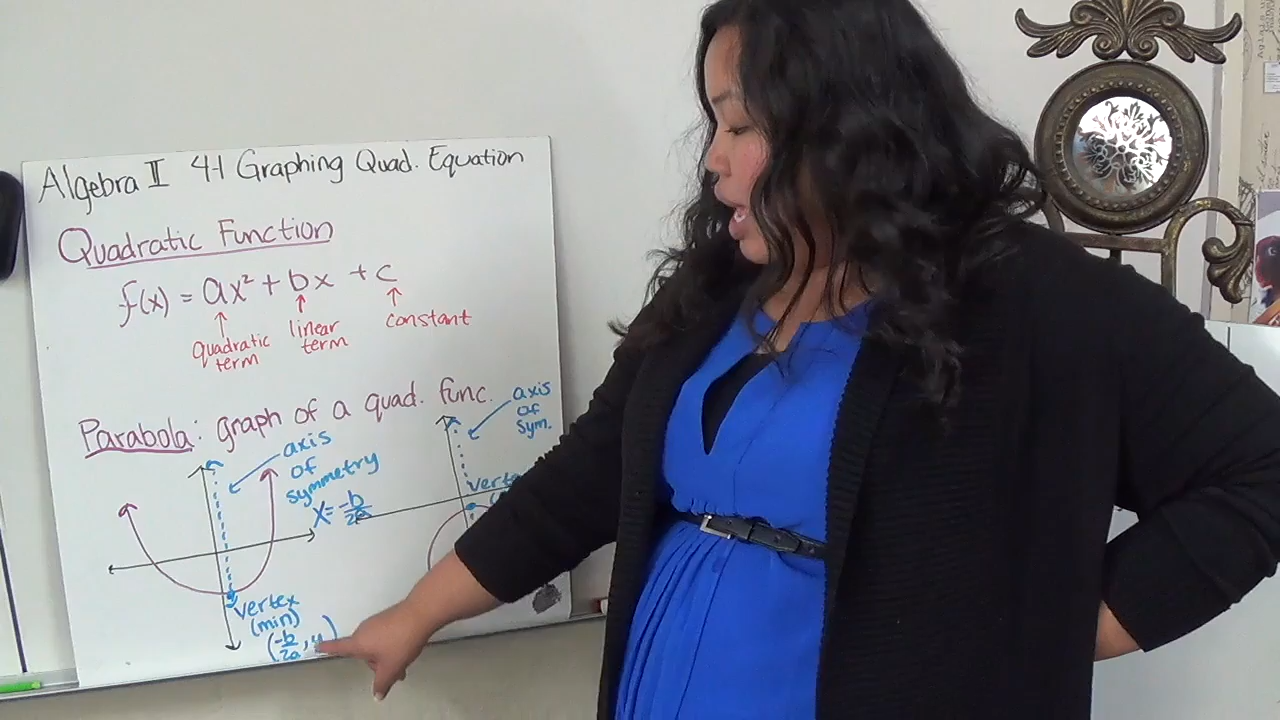 Algebra II 4-1 Graphing Quad. Equation
Quadratic Function
f(x) = ax² + bx + c
quadratic
term
linear
term
constant
Parabola: graph of a quad. func.
axis
of
symmetry
x = -b/2a
vertex
(min)
(-b/2a, y)
axis
of
sym.